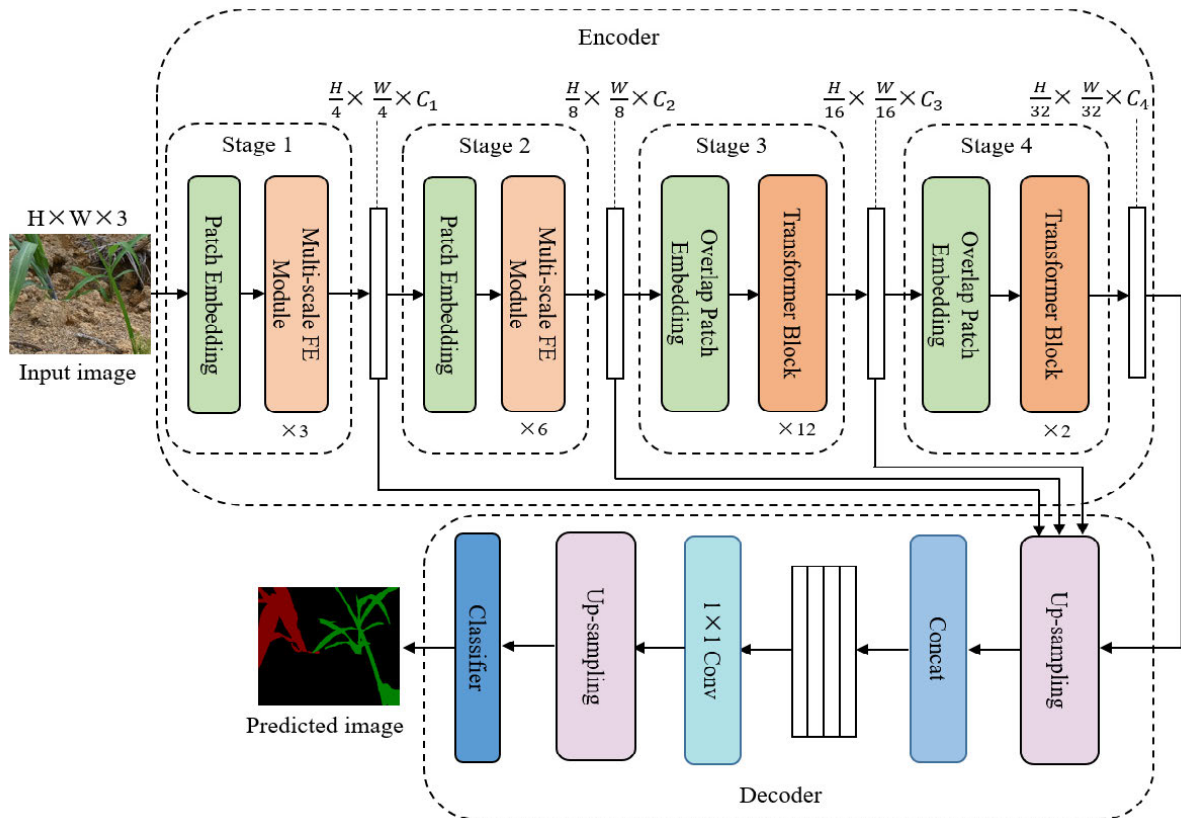 Encoder
H/4 × W/4 × C₁
H/8 × W/8 × C₂
H/16 × W/16 × C₃
H/32 × W/32 × C₄
Stage 1
Stage 2
Stage 3
Stage 4
H×W×3
Input image
Patch Embedding
Multi-scale FE
Module
×3
Patch Embedding
Multi-scale FE
Module
×6
Overlap Patch
Embedding
Transformer Block
×12
Overlap Patch
Embedding
Transformer Block
×2
Predicted image
Classifier
Up-sampling
1×1 Conv
Concat
Up-sampling
Decoder